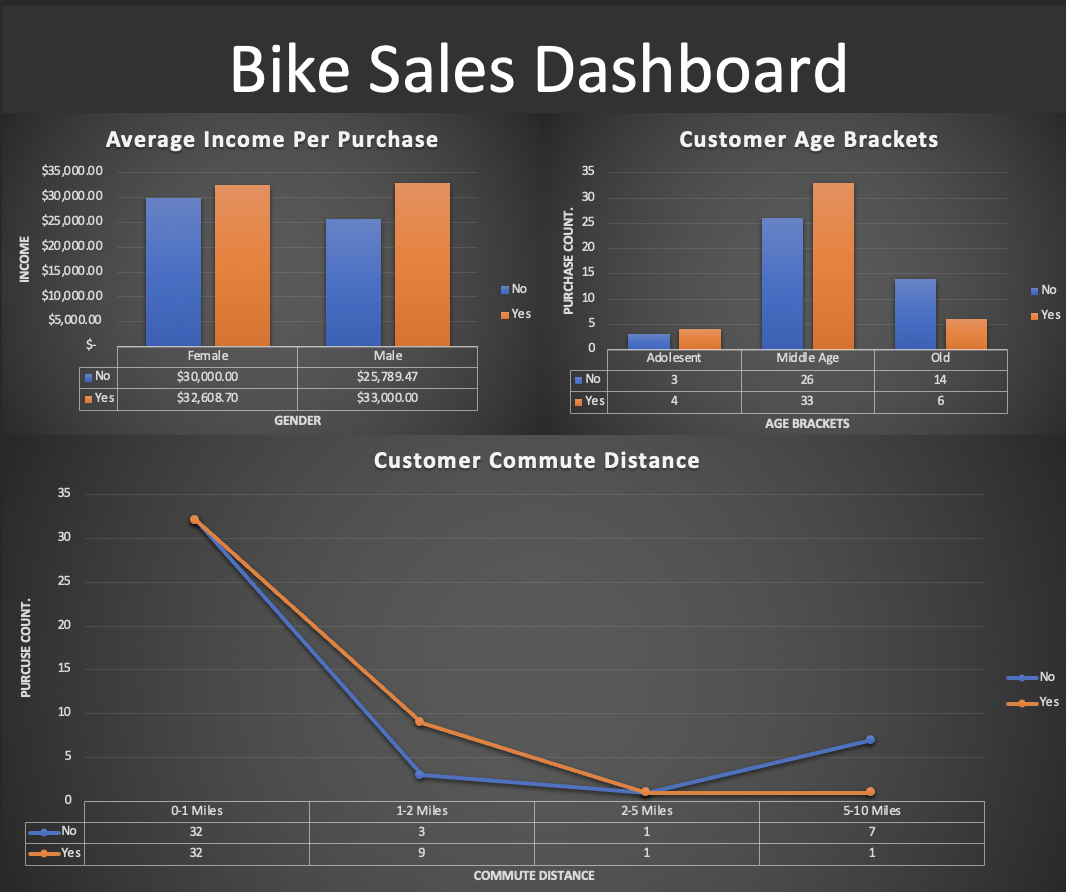 Bike Sales Dashboard
Average Income Per Purchase
$35,000.00
$30,000.00
$25,000.00
$20,000.00
$15,000.00
$10,000.00
$5,000.00
$-
INCOME
Female Male
No $30,000.00 $25,789.47
Yes $32,608.70 $33,000.00
GENDER
No
Yes
Customer Age Brackets
35
30
25
20
15
10
5
0
PURCHASE COUNT.
Adolesent Middle Age Old
No 3 26 14
Yes 4 33 6
AGE BRACKETS
No
Yes
Customer Commute Distance
35
30
25
20
15
10
5
0
PURCUSE COUNT.
0-1 Miles 1-2 Miles 2-5 Miles 5-10 Miles
No 32 3 1 7
Yes 32 9 1 1
COMMUTE DISTANCE
No
Yes